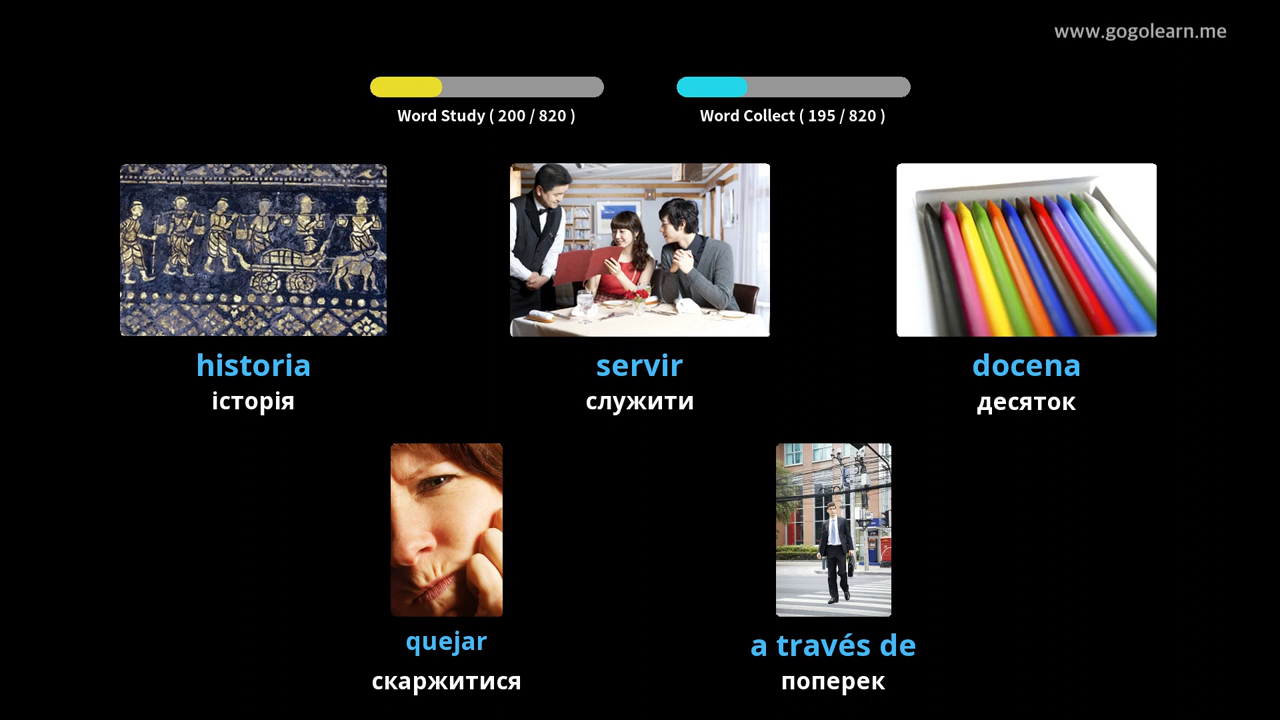 www.gogolearn.me
Word Study ( 200 / 820 )
Word Collect ( 195 / 820 )
historia
історія
servir
служити
docena
десяток
quejar
скаржитися
a través de
поперек